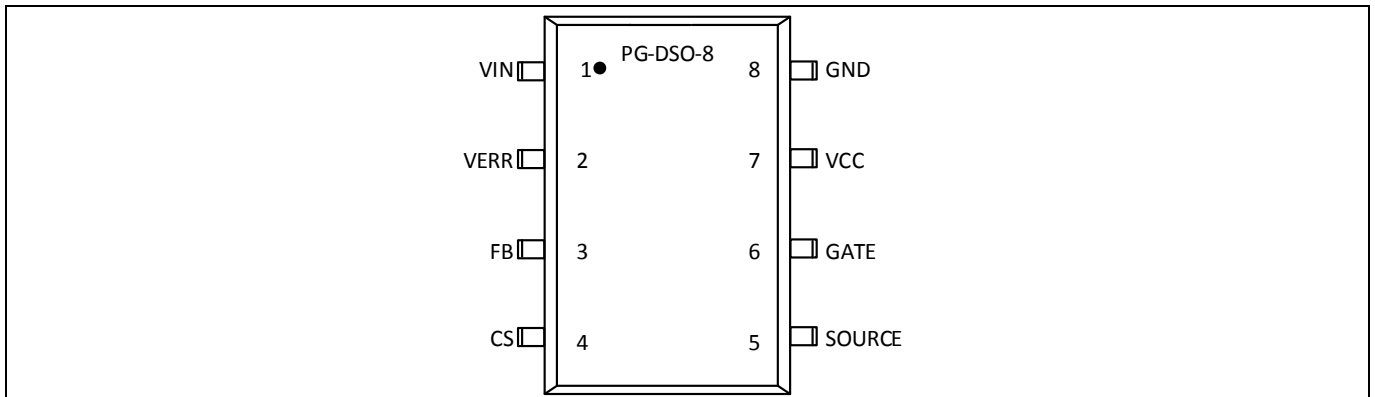 PG-DSO-8
VIN 1 8 GND
VERR 2 7 VCC
FB 3 6 GATE
CS 4 5 SOURCE